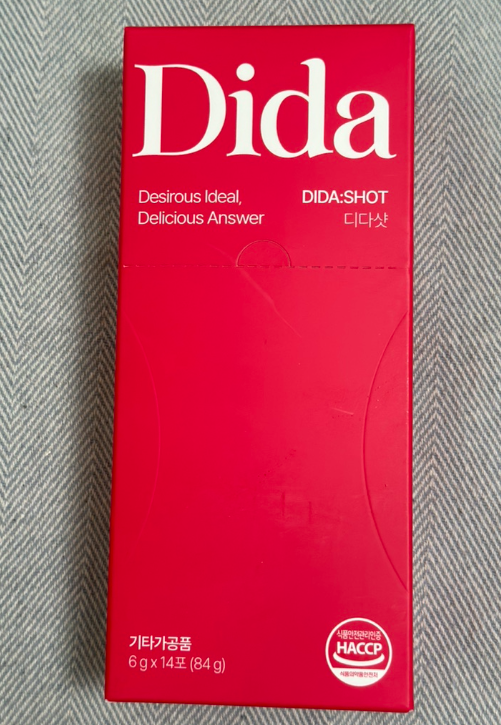 Dida
Desirous Ideal,
Delicious Answer
DIDA:SHOT
디다샷
기타가공품
6 g x 14포 (84 g)
식품안전관리인증
HACCP
식품의약품안전처